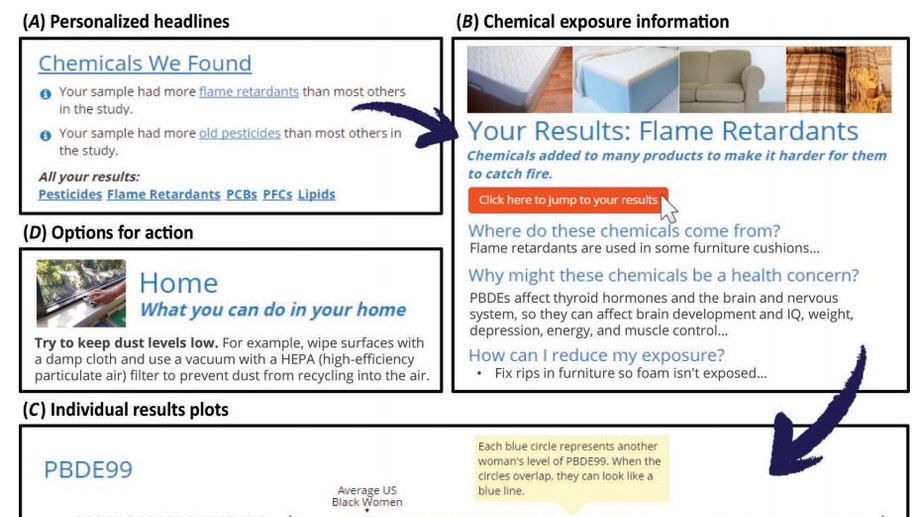 (A) Personalized headlines
Chemicals We Found
Your sample had more flame retardants than most others
in the study.
Your sample had more old pesticides than most others in
the study.
All your results:
Pesticides Flame Retardants PCBs PFCs Lipids
(B) Chemical exposure information
Your Results: Flame Retardants
Chemicals added to many products to make it harder for them
to catch fire.
Click here to jump to your results
Where do these chemicals come from?
Flame retardants are used in some furniture cushions...
Why might these chemicals be a health concern?
PBDEs affect thyroid hormones and the brain and nervous
system, so they can affect brain development and IQ, weight,
depression, energy, and muscle control...
How can I reduce my exposure?
• Fix rips in furniture so foam isn't exposed...
(D) Options for action
Home
What you can do in your home
Try to keep dust levels low. For example, wipe surfaces with
a damp cloth and use a vacuum with a HEPA (high-efficiency
particulate air) filter to prevent dust from recycling into the air.
(C) Individual results plots
PBDE99
Average US
Black Women
Each blue circle represents another
woman's level of PBDE99. When the
circles overlap, they can look like a
blue line.